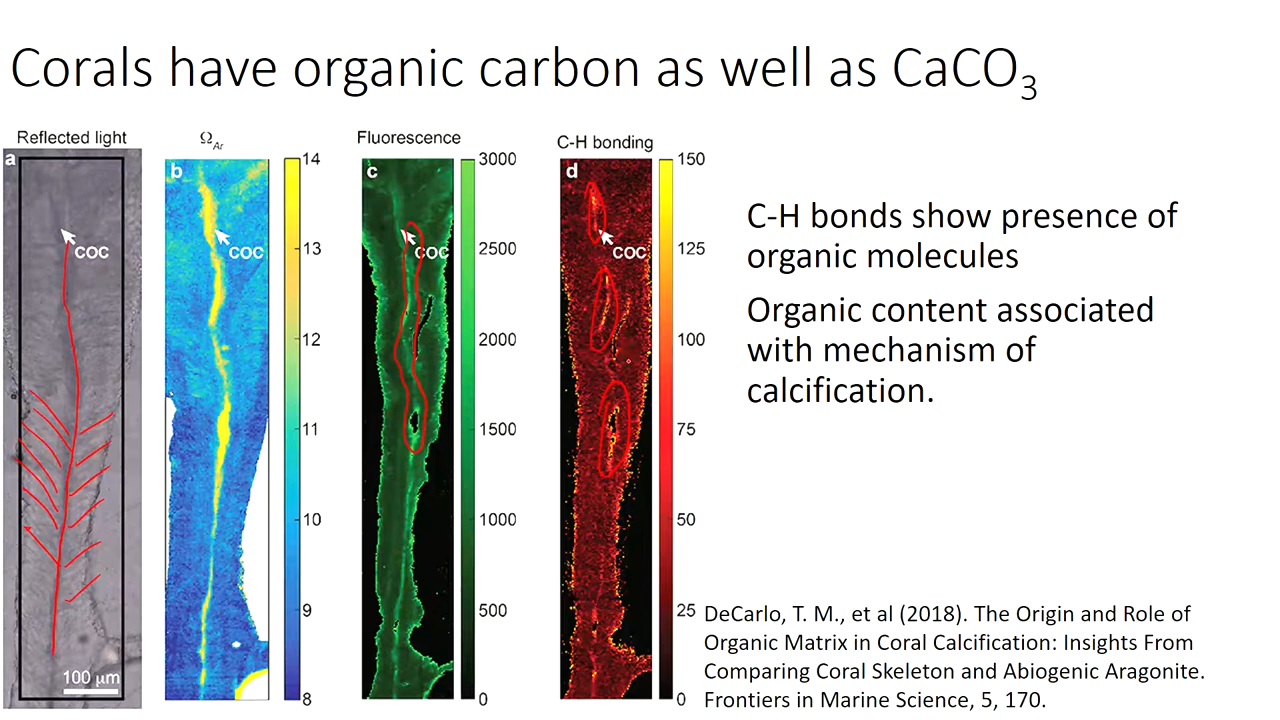 Corals have organic carbon as well as CaCO₃
Reflected light
a
COC
100 µm
Ω_Ar
b
COC
14
13
12
11
10
9
8
Fluorescence
c
COC
3000
2500
2000
1500
1000
500
0
C-H bonding
d
COC
150
125
100
75
50
25
0
C-H bonds show presence of
organic molecules
Organic content associated
with mechanism of
calcification.
DeCarlo, T. M., et al (2018). The Origin and Role of
Organic Matrix in Coral Calcification: Insights From
Comparing Coral Skeleton and Abiogenic Aragonite.
Frontiers in Marine Science, 5, 170.